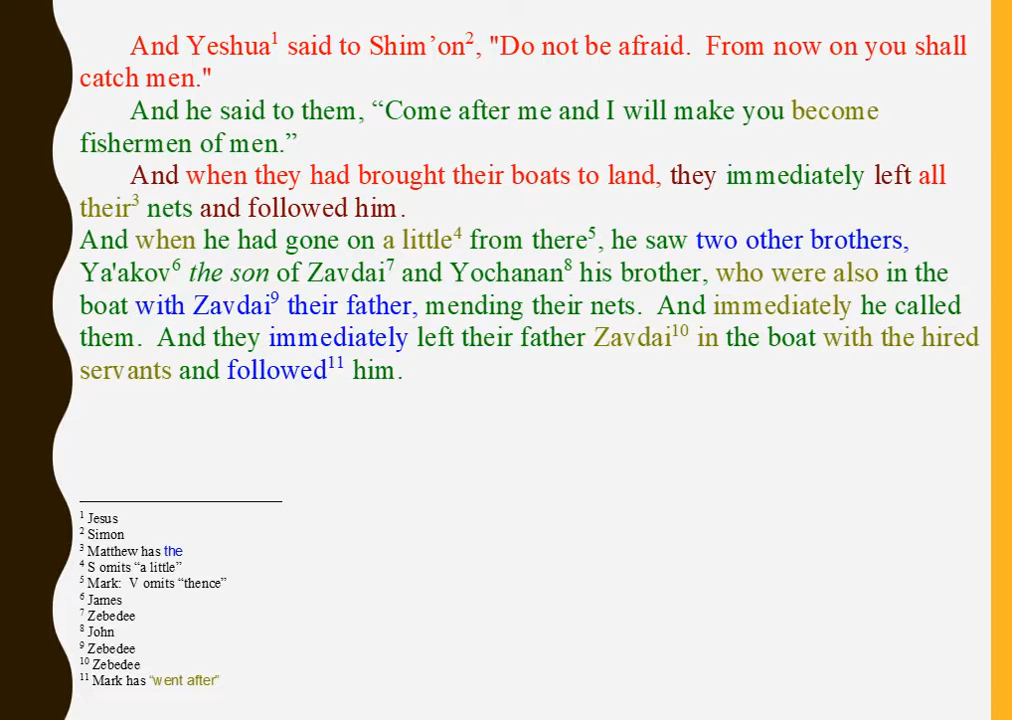 And Yeshua1 said to Shim’on2, "Do not be afraid. From now on you shall
catch men."
And he said to them, “Come after me and I will make you become
fishermen of men.”
And when they had brought their boats to land, they immediately left all
their3 nets and followed him.
And when he had gone on a little4 from there5, he saw two other brothers,
Ya'akov6 the son of Zavdai7 and Yochanan8 his brother, who were also in the
boat with Zavdai9 their father, mending their nets. And immediately he called
them. And they immediately left their father Zavdai10 in the boat with the hired
servants and followed11 him.
1 Jesus
2 Simon
3 Matthew has the
4 S omits “a little”
5 Mark: V omits “thence”
6 James
7 Zebedee
8 John
9 Zebedee
10 Zebedee
11 Mark has “went after”